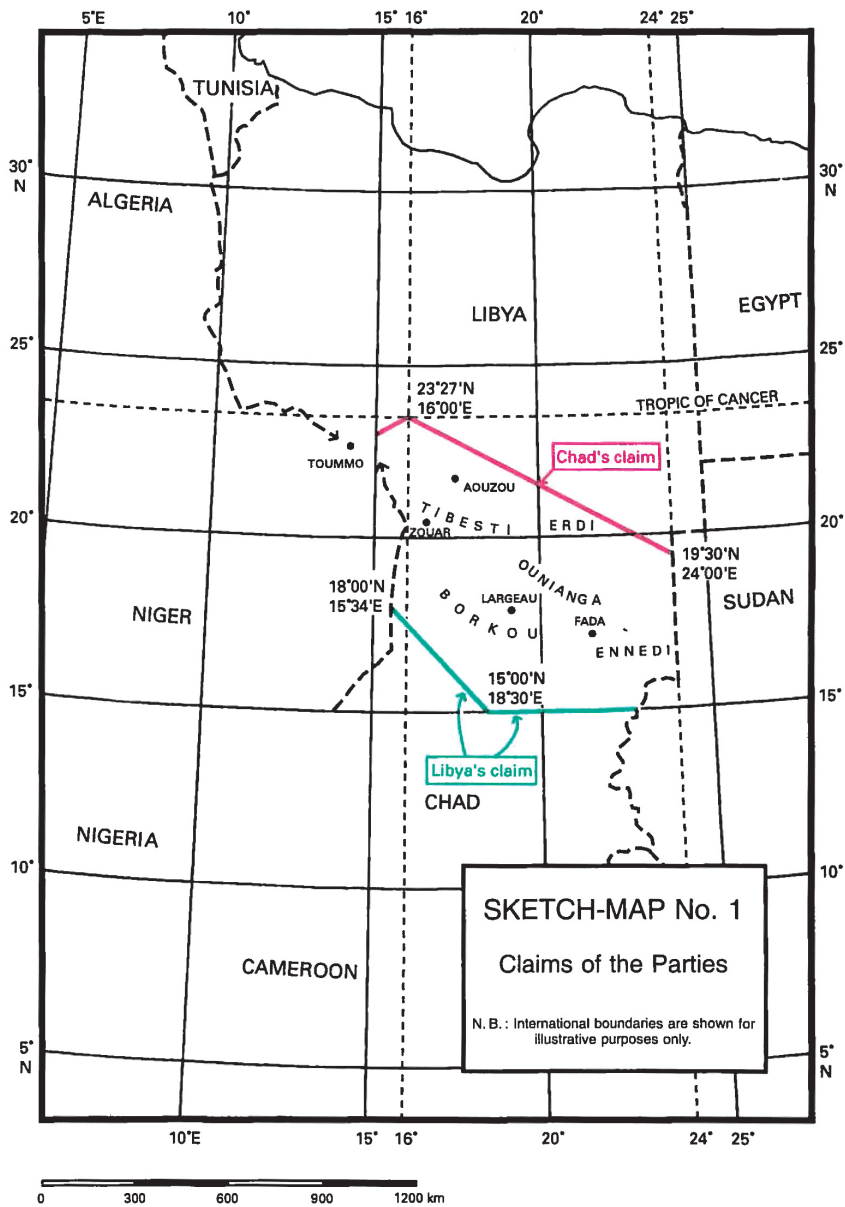 5°E 10° 15° 16° 20° 24° 25°
TUNISIA
30°
N
30°
N
ALGERIA
LIBYA
EGYPT
25°
25°
23°27'N
16°00'E
TROPIC OF CANCER
TOUMMO
Chad's claim
AOUZOU
20°
20°
TIBESTI
ERDI
ZOUAR
19°30'N
24°00'E
18°00'N
15°34'E
OUNIANGA
NIGER
LARGEAU
BORKOU
FADA
SUDAN
ENNEDI
15°
15°
15°00'N
18°30'E
Libya's claim
CHAD
NIGERIA
10°
10°
SKETCH-MAP No. 1
Claims of the Parties
N.B.: International boundaries are shown for
illustrative purposes only.
CAMEROON
5°
N
5°
N
10°E 15° 16° 20° 24° 25°
0 300 600 900 1200 km